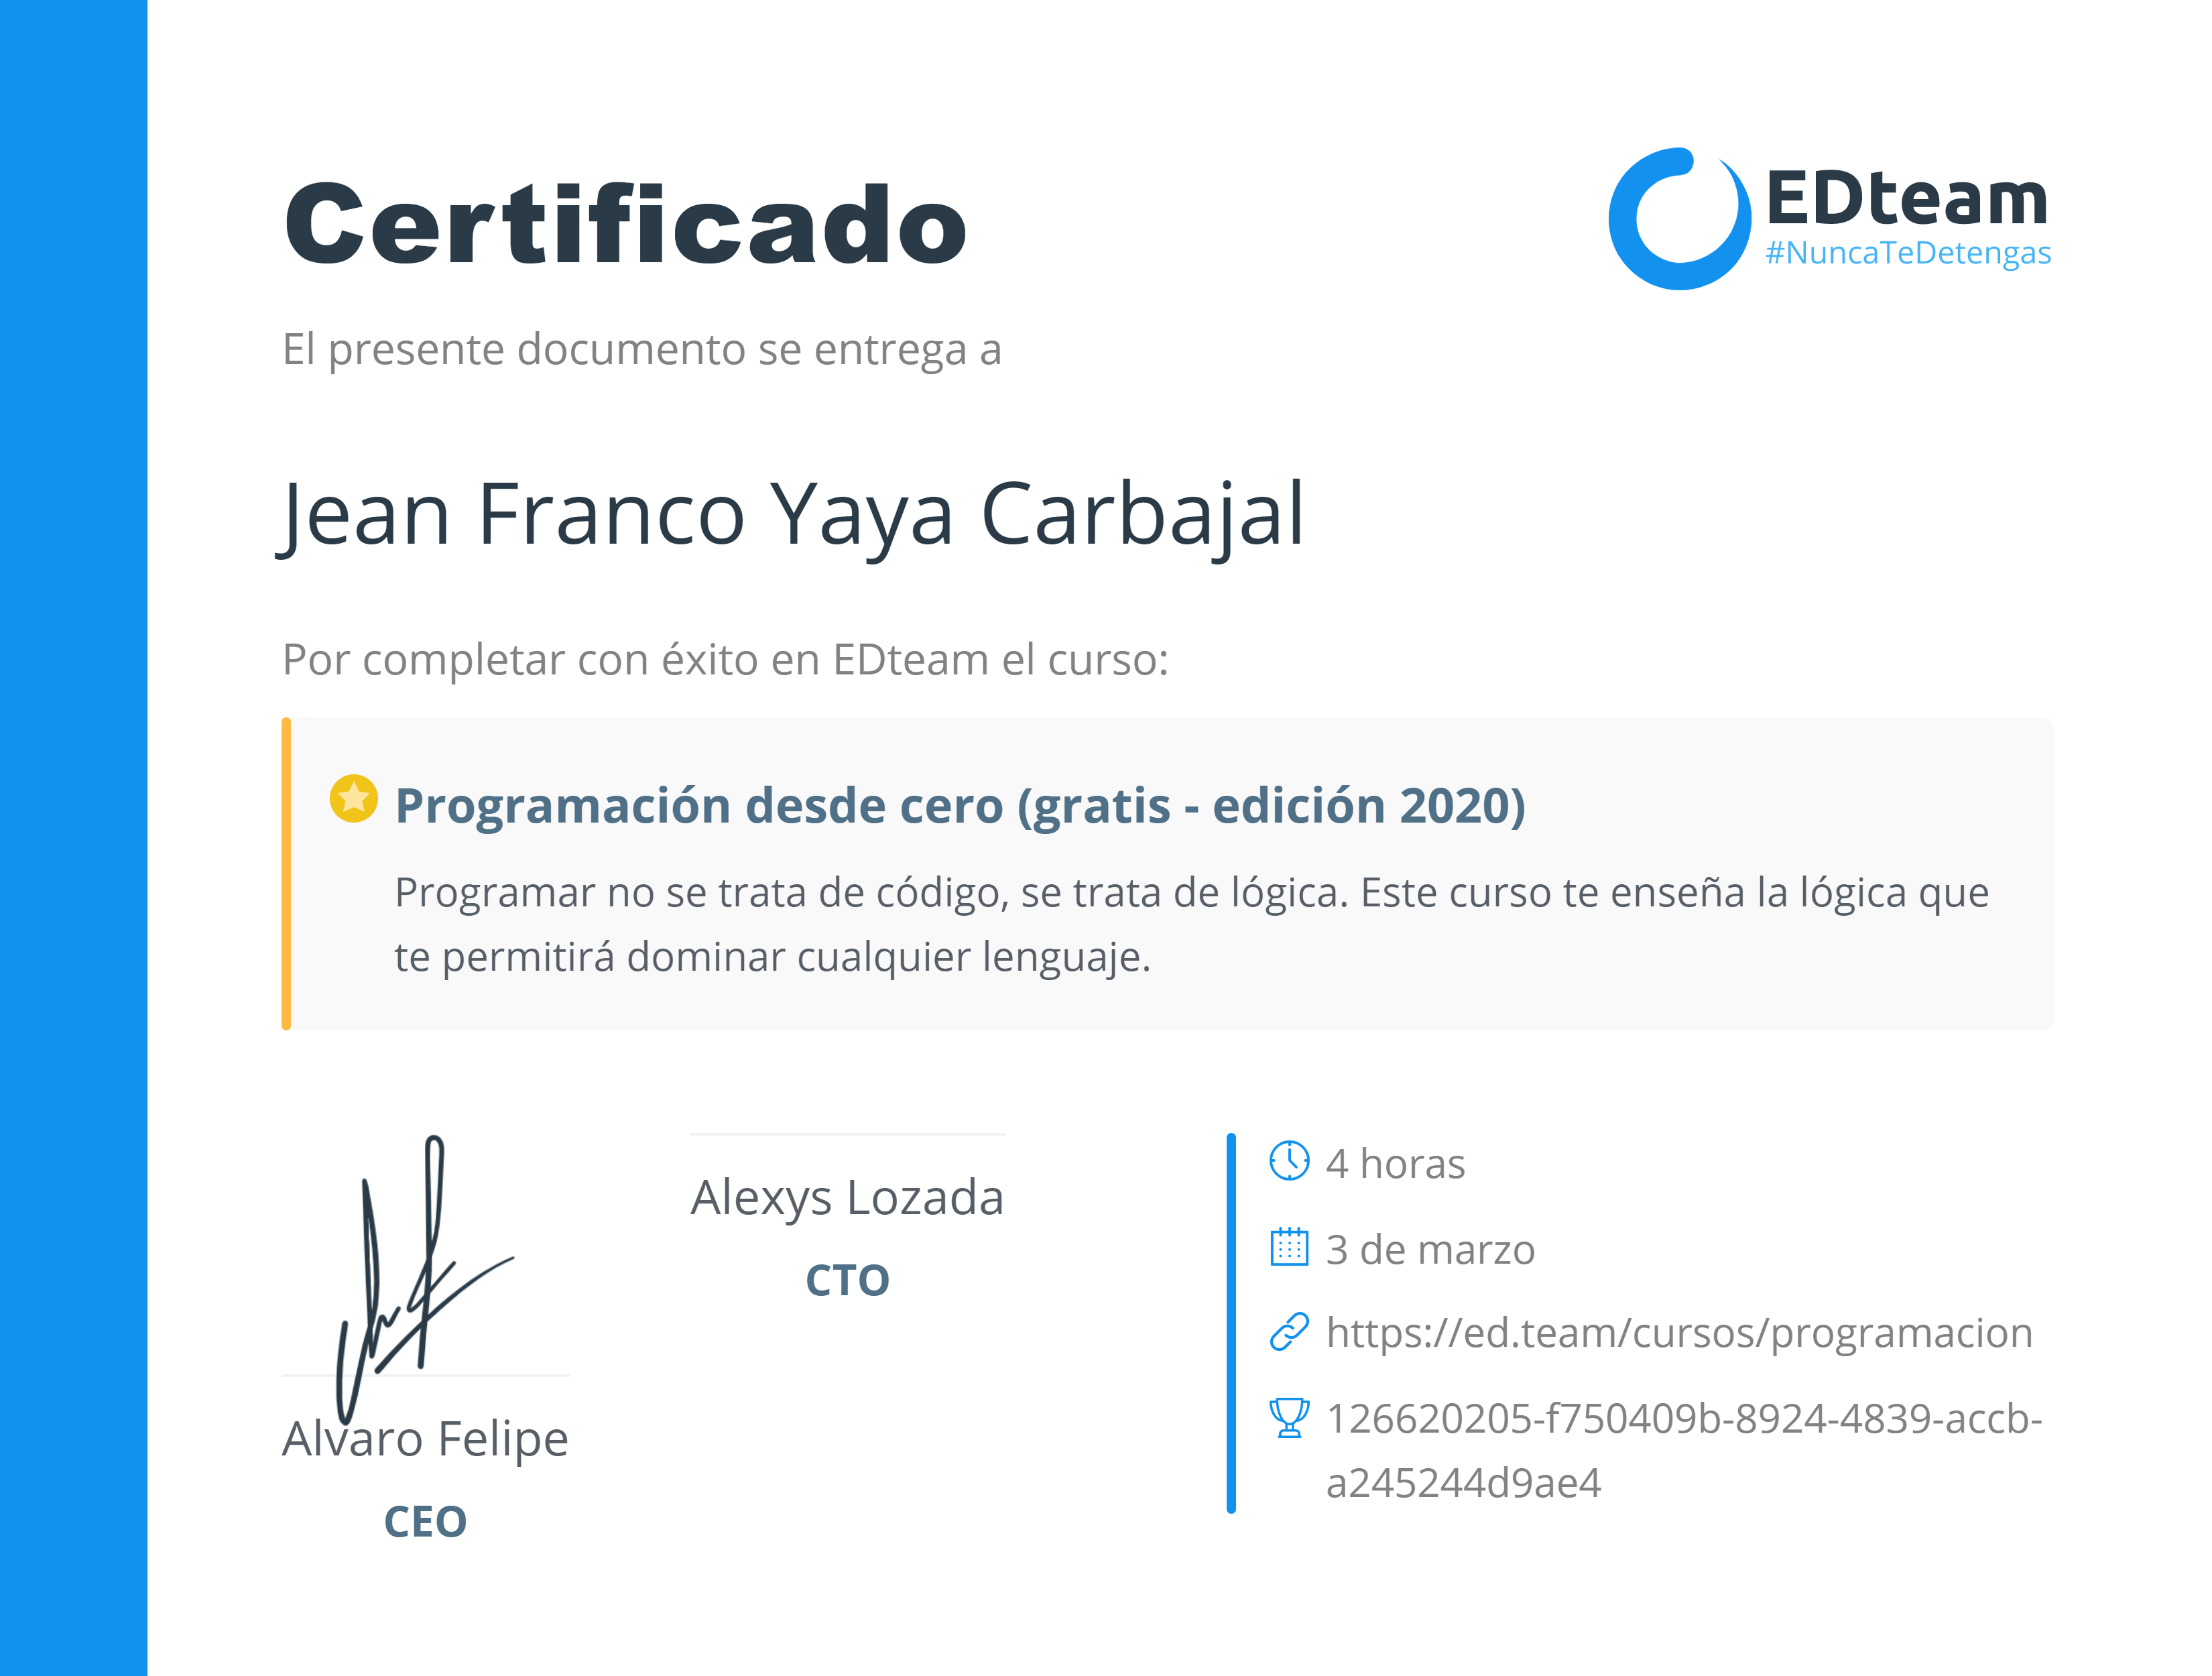 Certificado
EDteam
#NuncaTeDetengas
El presente documento se entrega a
Jean Franco Yaya Carbajal
Por completar con éxito en EDteam el curso:
Programación desde cero (gratis - edición 2020)
Programar no se trata de código, se trata de lógica. Este curso te enseña la lógica que
te permitirá dominar cualquier lenguaje.
Alvaro Felipe
CEO
Alexys Lozada
CTO
4 horas
3 de marzo
https://ed.team/cursos/programacion
126620205-f750409b-8924-4839-accb-
a245244d9ae4